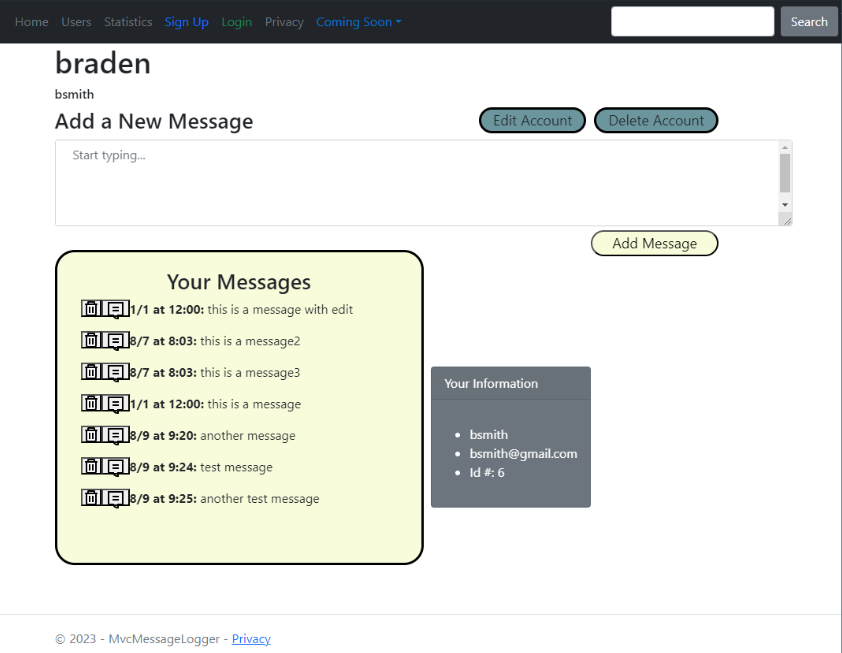 Home Users Statistics Sign Up Login Privacy Coming Soon Search
braden
bsmith
Add a New Message Edit Account Delete Account
Start typing...
Add Message
Your Messages
1/1 at 12:00: this is a message with edit
8/7 at 8:03: this is a message2
8/7 at 8:03: this is a message3
1/1 at 12:00: this is a message
8/9 at 9:20: another message
8/9 at 9:24: test message
8/9 at 9:25: another test message
Your Information
bsmith
bsmith@gmail.com
Id #: 6
© 2023 - MvcMessageLogger - Privacy